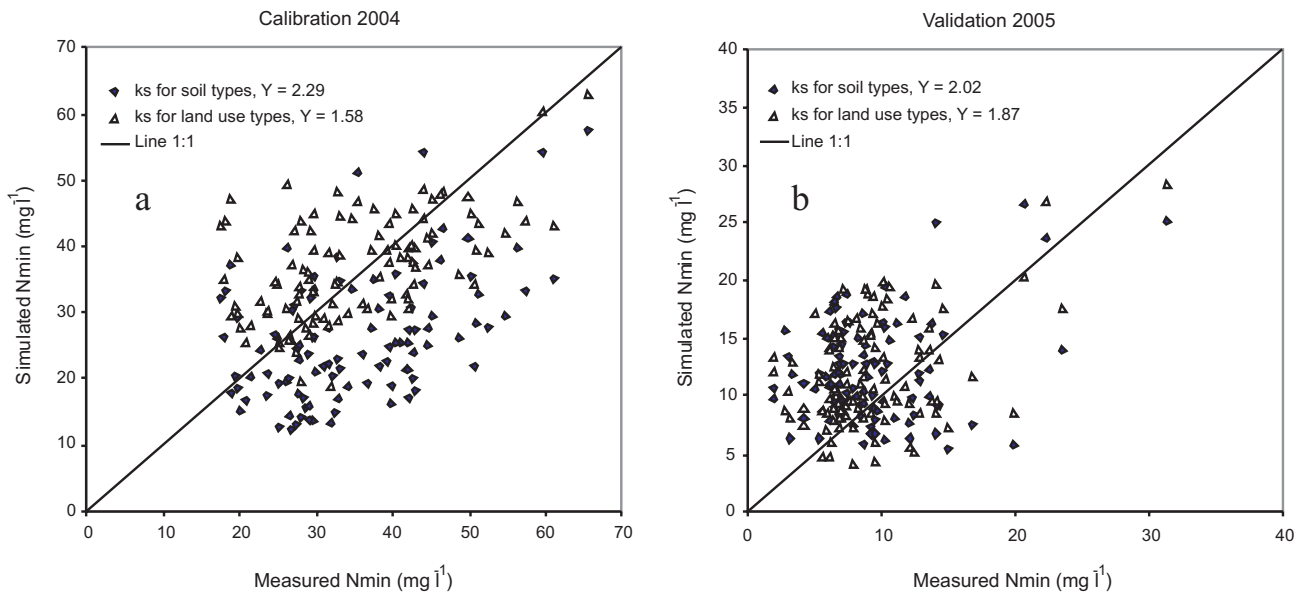 Calibration 2004
70
60
50
40
30
20
10
0
0 10 20 30 40 50 60 70
Simulated Nmin (mg l̄¹)
Measured Nmin (mg l̄¹)
ks for soil types, Y = 2.29
ks for land use types, Y = 1.58
Line 1:1
a
Validation 2005
40
35
30
25
20
15
10
5
0
0 10 20 30 40
Simulated Nmin (mg l̄¹)
Measured Nmin (mg l̄¹)
ks for soil types, Y = 2.02
ks for land use types, Y = 1.87
Line 1:1
b